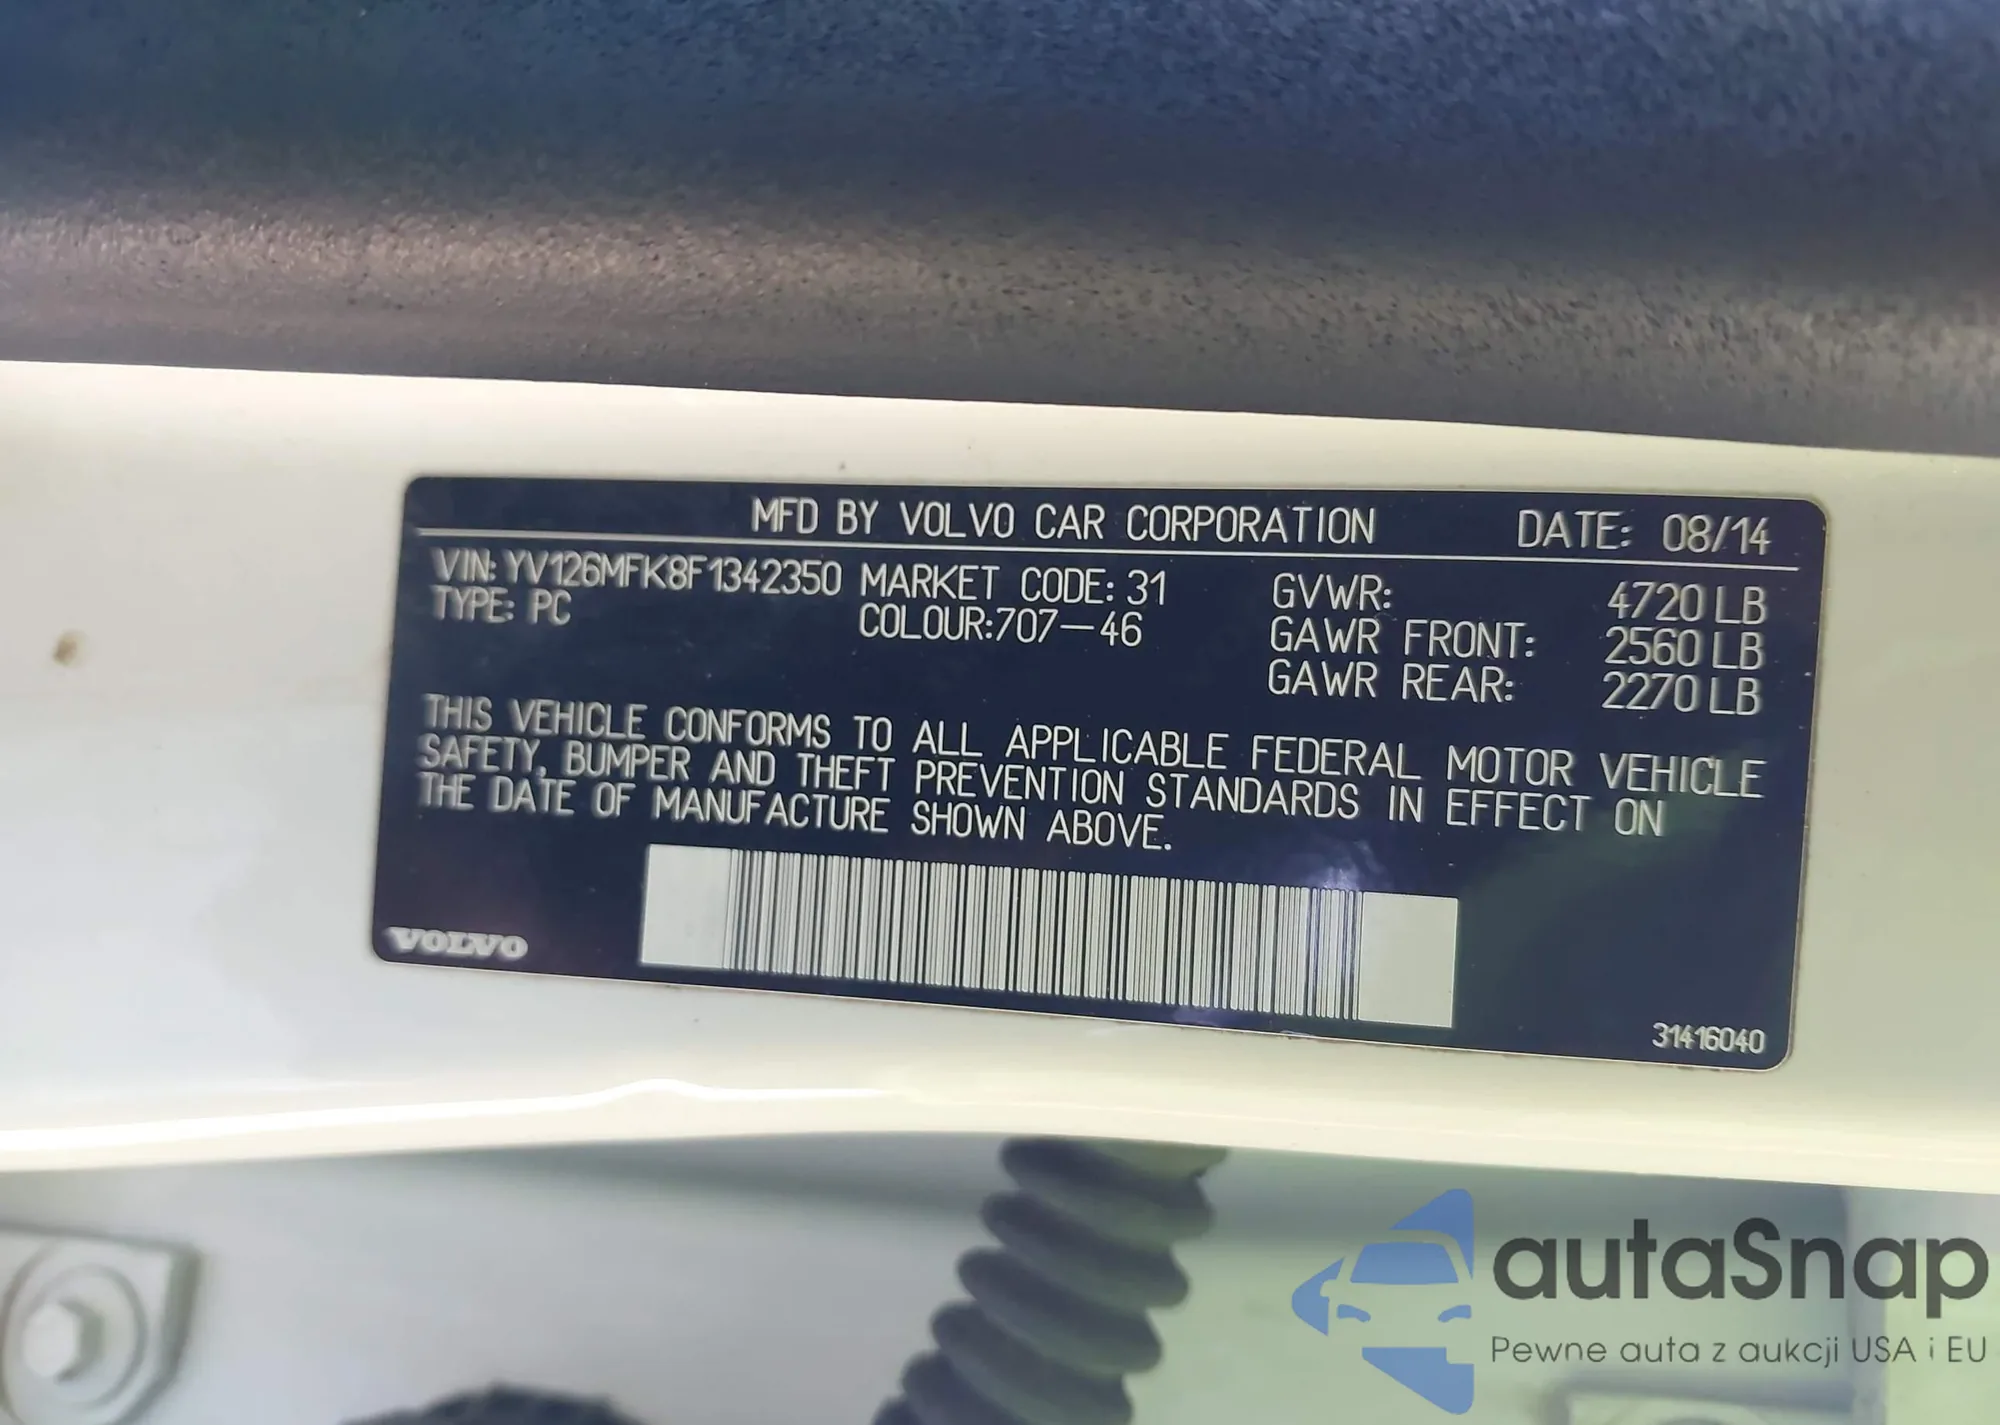 MFD BY VOLVO CAR CORPORATION DATE: 08/14
VIN: YV126MFK8F1342350 MARKET CODE: 31 GVWR: 4720 LB
TYPE: PC COLOUR:707-46 GAWR FRONT: 2560 LB
GAWR REAR: 2270 LB
THIS VEHICLE CONFORMS TO ALL APPLICABLE FEDERAL MOTOR VEHICLE
SAFETY, BUMPER AND THEFT PREVENTION STANDARDS IN EFFECT ON
THE DATE OF MANUFACTURE SHOWN ABOVE.
VOLVO
31416040
autaSnap
Pewne auta z aukcji USA i EU